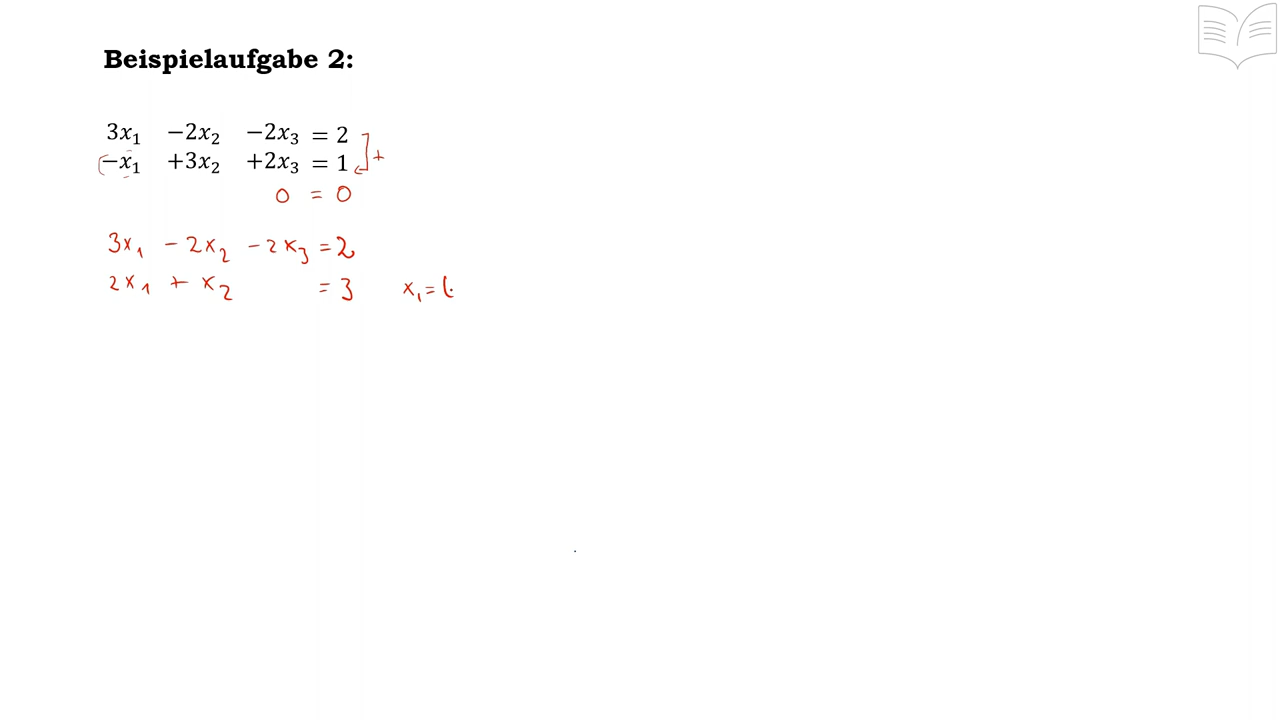 Beispielaufgabe 2:
3x₁ −2x₂ −2x₃ = 2
−x₁ +3x₂ +2x₃ = 1 +
0 = 0
3x₁ − 2x₂ − 2x₃ = 2
2x₁ + x₂ = 3 x₁ =